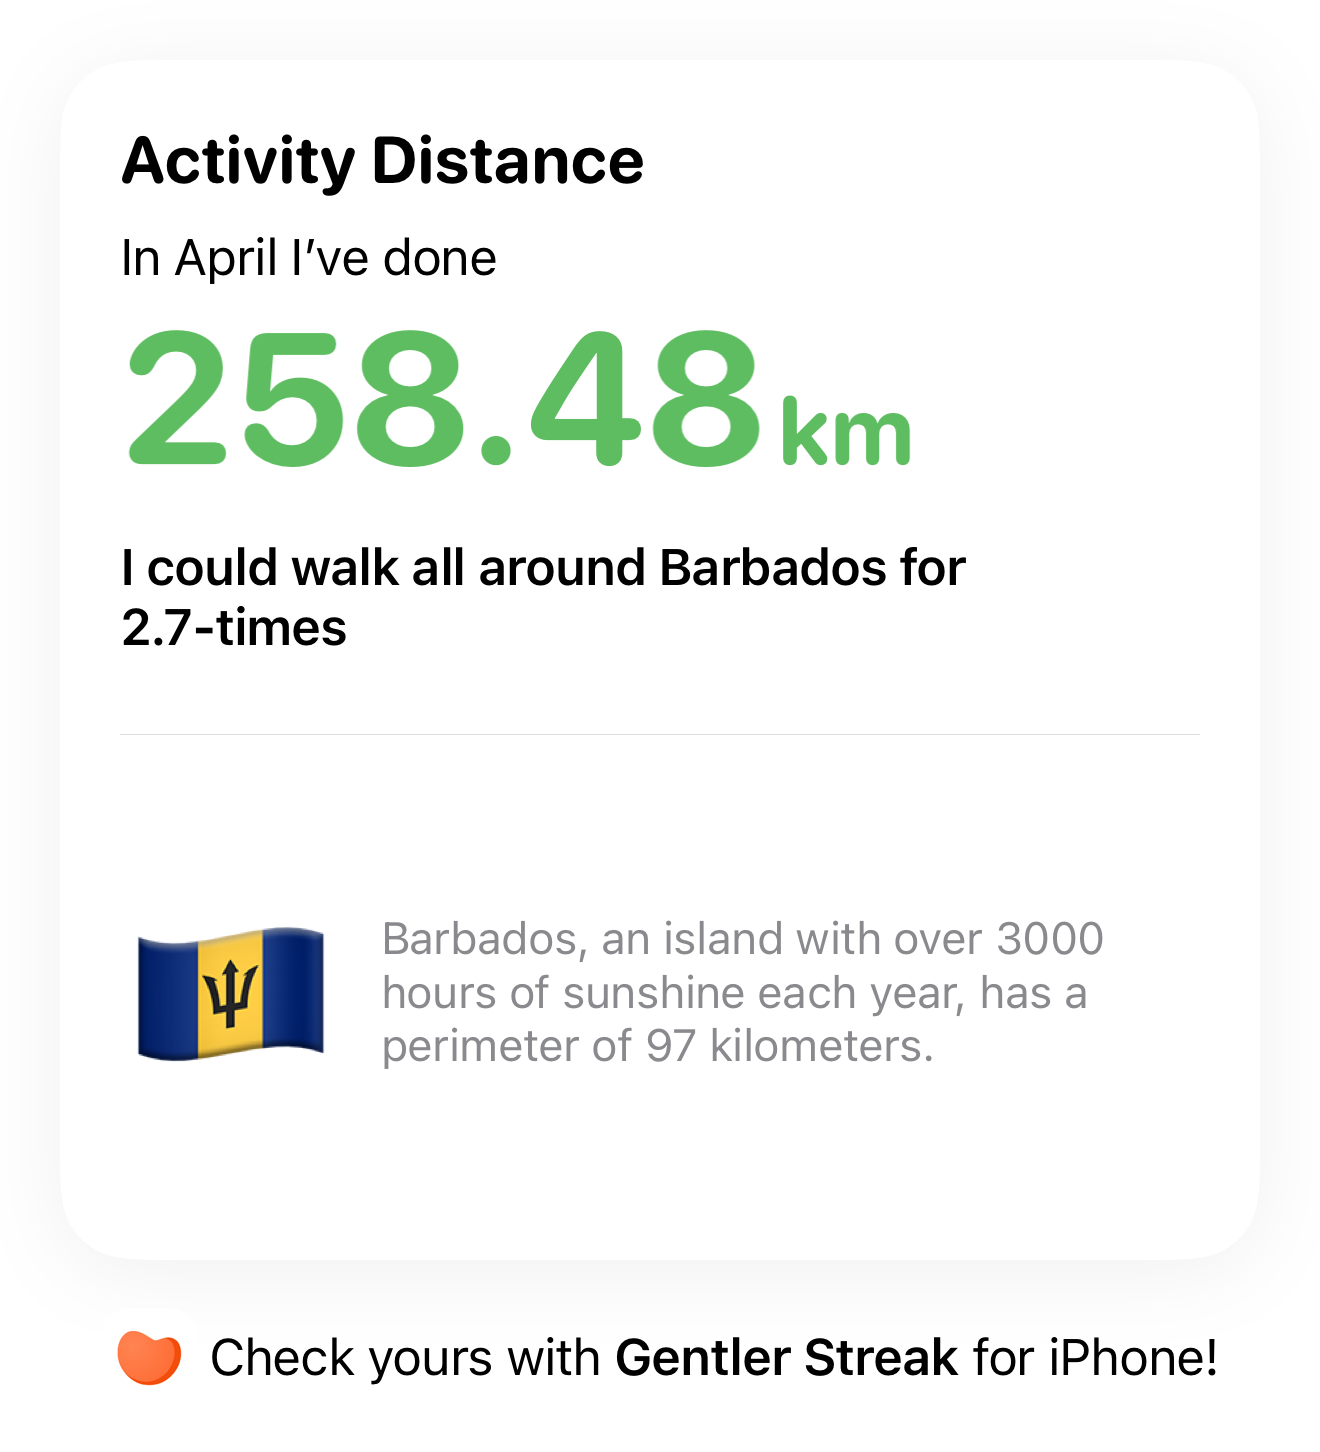 Activity Distance
In April I’ve done
258.48 km
I could walk all around Barbados for
2.7-times
Barbados, an island with over 3000
hours of sunshine each year, has a
perimeter of 97 kilometers.
Check yours with Gentler Streak for iPhone!